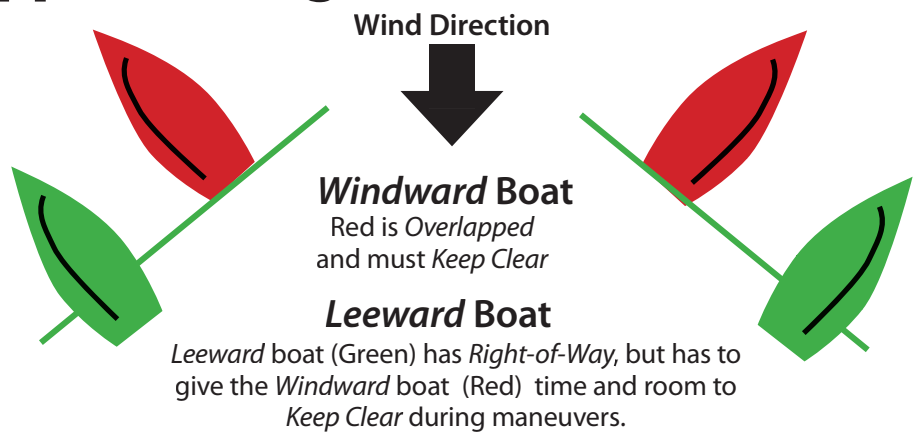 Wind Direction
Windward Boat
Red is Overlapped
and must Keep Clear
Leeward Boat
Leeward boat (Green) has Right-of-Way, but has to
give the Windward boat (Red) time and room to
Keep Clear during maneuvers.